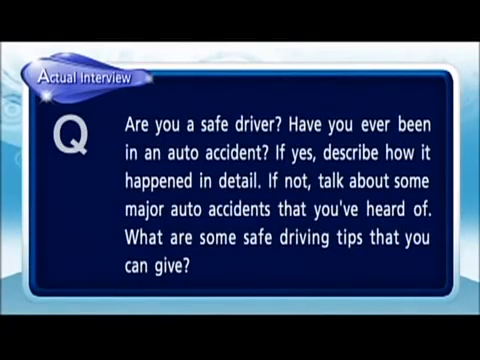 Actual Interview
Q
Are you a safe driver? Have you ever been
in an auto accident? If yes, describe how it
happened in detail. If not, talk about some
major auto accidents that you've heard of.
What are some safe driving tips that you
can give?